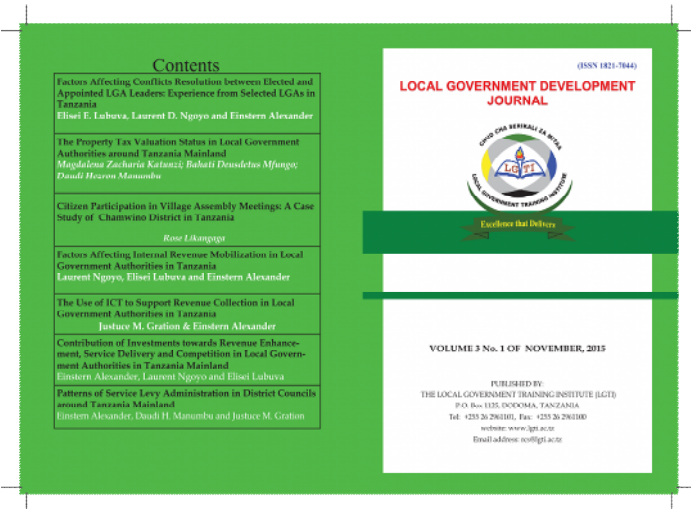 Contents
Factors Affecting Conflicts Resolution between Elected and
Appointed LGA Leaders: Experience from Selected LGAs in
Tanzania
Elisei E. Lubuva, Laurent D. Ngoyo and Einstern Alexander
The Property Tax Valuation Status in Local Government
Authorities around Tanzania Mainland
Magdalena Zacharia Katunzi; Bahati Deusdetus Mfungo;
Daudi Hezron Manumbu
Citizen Participation in Village Assembly Meetings: A Case
Study of Chamwino District in Tanzania
Rose Likangaga
Factors Affecting Internal Revenue Mobilization in Local
Government Authorities in Tanzania
Laurent Ngoyo, Elisei Lubuva and Einstern Alexander
The Use of ICT to Support Revenue Collection in Local
Government Authorities in Tanzania
Justuce M. Gration & Einstern Alexander
Contribution of Investments towards Revenue Enhance-
ment, Service Delivery and Competition in Local Govern-
ment Authorities in Tanzania Mainland
Einstern Alexander, Laurent Ngoyo and Elisei Lubuva
Patterns of Service Levy Administration in District Councils
around Tanzania Mainland
Einstern Alexander, Daudi H. Manumbu and Justuce M. Gration
(ISSN 1821-7044)
LOCAL GOVERNMENT DEVELOPMENT
JOURNAL
CHUO CHA SERIKALI ZA MITAA
LGTI
LOCAL GOVERNMENT TRAINING INSTITUTE
Excellence that Delivers
VOLUME 3 No. 1 OF NOVEMBER, 2015
PUBLISHED BY:
THE LOCAL GOVERNMENT TRAINING INSTITUTE (LGTI)
P.O. Box 1125, DODOMA, TANZANIA
Tel: +255 26 2961101, Fax: +255 26 2961100
website: www.lgti.ac.tz
Email address: rcs@lgti.ac.tz